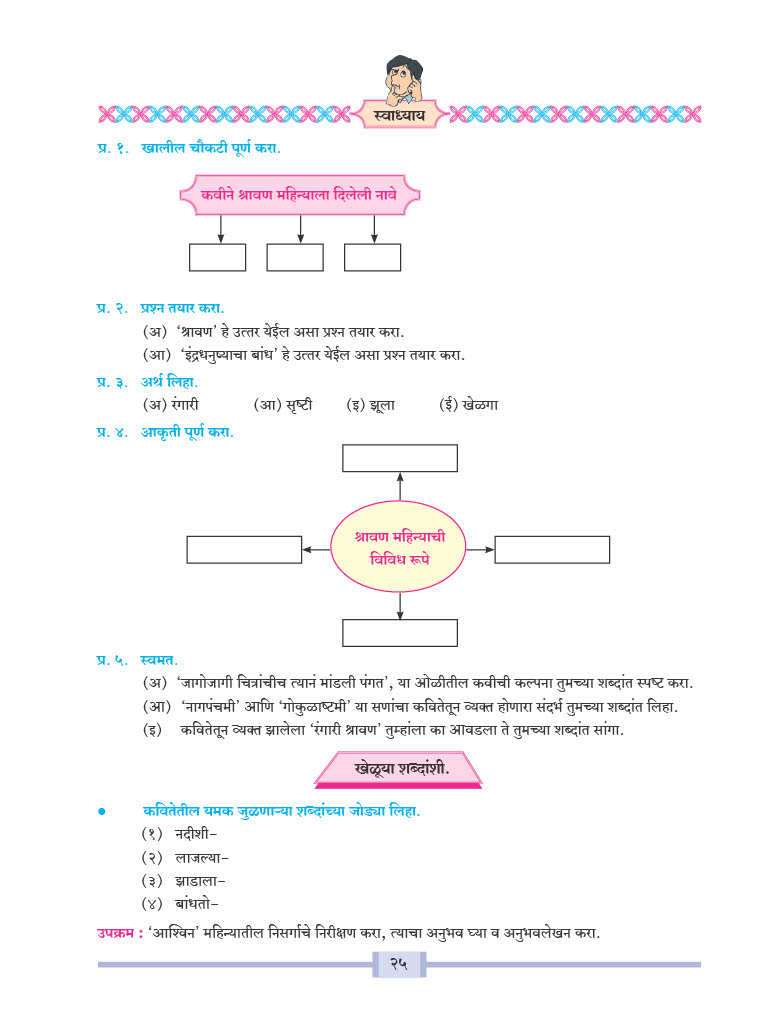 स्वाध्याय
प्र. १. खालील चौकटी पूर्ण करा.
कवीने श्रावण महिन्याला दिलेली नावे
प्र. २. प्रश्न तयार करा.
(अ) ‘श्रावण’ हे उत्तर येईल असा प्रश्न तयार करा.
(आ) ‘इंद्रधनुष्याचा बांध’ हे उत्तर येईल असा प्रश्न तयार करा.
प्र. ३. अर्थ लिहा.
(अ) रंगारी (आ) सृष्टी (इ) झूला (ई) खेळगा
प्र. ४. आकृती पूर्ण करा.
श्रावण महिन्याची
विविध रूपे
प्र. ५. स्वमत.
(अ) ‘जागोजागी चित्रांचीच त्यानं मांडली पंगत’, या ओळीतील कवीची कल्पना तुमच्या शब्दांत स्पष्ट करा.
(आ) ‘नागपंचमी’ आणि ‘गोकुळाष्टमी’ या सणांचा कवितेतून व्यक्त होणारा संदर्भ तुमच्या शब्दांत लिहा.
(इ) कवितेतून व्यक्त झालेला ‘रंगारी श्रावण’ तुम्हांला का आवडला ते तुमच्या शब्दांत सांगा.
खेळूया शब्दांशी.
● कवितेतील यमक जुळणाऱ्या शब्दांच्या जोड्या लिहा.
(१) नदीशी-
(२) लाजल्या-
(३) झाडाला-
(४) बांधतो-
उपक्रम : ‘आश्विन’ महिन्यातील निसर्गाचे निरीक्षण करा, त्याचा अनुभव घ्या व अनुभवलेखन करा.
२५